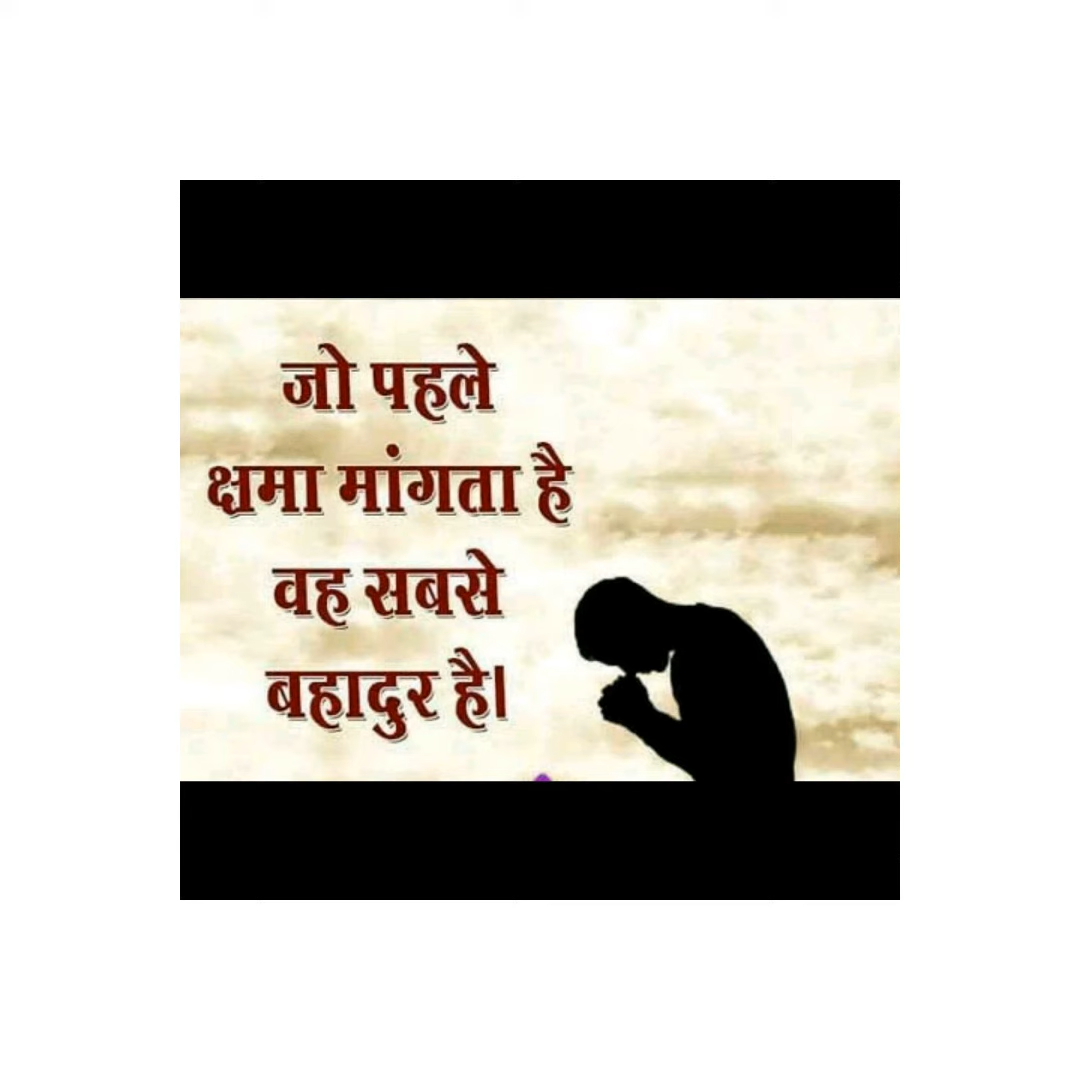 जो पहले
क्षमा मांगता है
वह सबसे
बहादुर है।